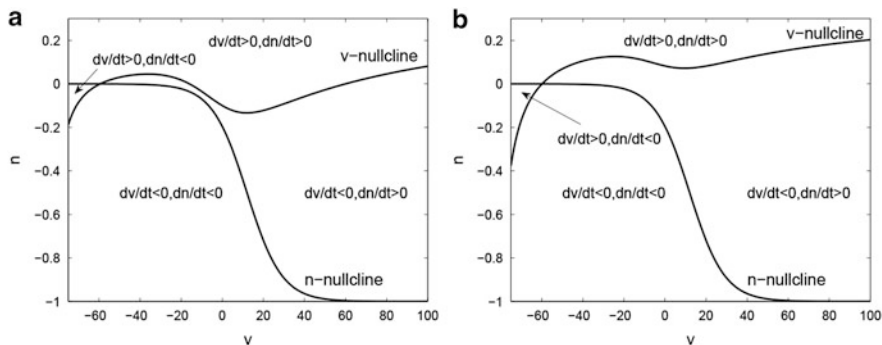 a
0.2
0
−0.2
−0.4
−0.6
−0.8
−1
n
dv/dt>0,dn/dt>0
v−nullcline
dv/dt>0,dn/dt<0
dv/dt<0,dn/dt<0
dv/dt<0,dn/dt>0
n−nullcline
−60 −40 −20 0 20 40 60 80 100
v
b
0.2
0
−0.2
−0.4
−0.6
−0.8
−1
n
dv/dt>0,dn/dt>0
v−nullcline
dv/dt>0,dn/dt<0
dv/dt<0,dn/dt<0
dv/dt<0,dn/dt>0
n−nullcline
−60 −40 −20 0 20 40 60 80 100
v